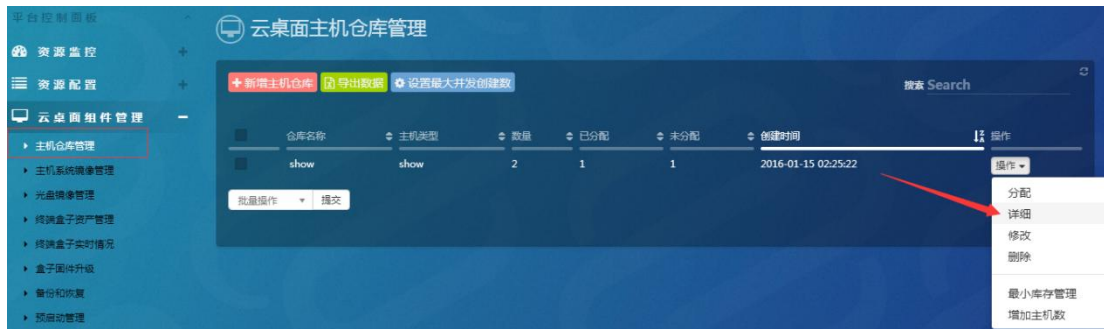 平台控制面板
资源监控
资源配置
云桌面组件管理
主机仓库管理
主机系统镜像管理
光盘镜像管理
终端盒子资产管理
终端盒子实时情况
盒子固件升级
备份和恢复
预启动管理
云桌面主机仓库管理
新增主机仓库 导出数据 设置最大并发创建数
搜索 Search
仓库名称 主机类型 数量 已分配 未分配 创建时间 操作
show show 2 1 1 2016-01-15 02:25:22 操作
批量操作 提交
分配
详细
修改
删除
最小库存管理
增加主机数